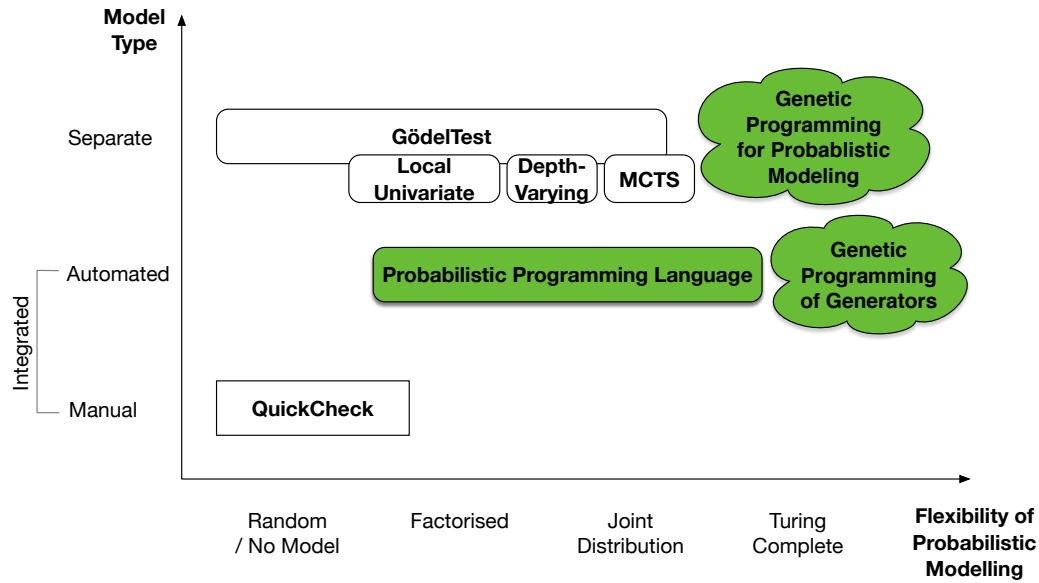 Model
Type
Separate
GödelTest
Local
Univariate
Depth-
Varying
MCTS
Genetic
Programming
for Probablistic
Modeling
Integrated
Automated
Probabilistic Programming Language
Genetic
Programming
of Generators
Manual
QuickCheck
Random
/ No Model
Factorised
Joint
Distribution
Turing
Complete
Flexibility of
Probabilistic
Modelling